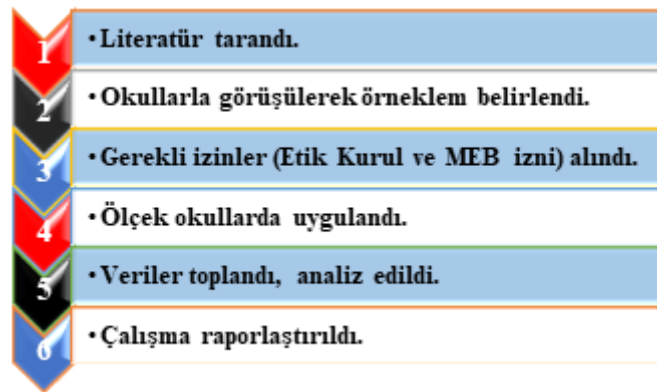 1 • Literatür tarandı.
2 • Okullarla görüşülerek örneklem belirlendi.
3 • Gerekli izinler (Etik Kurul ve MEB izni) alındı.
4 • Ölçek okullarda uygulandı.
5 • Veriler toplandı, analiz edildi.
6 • Çalışma raporlaştırıldı.